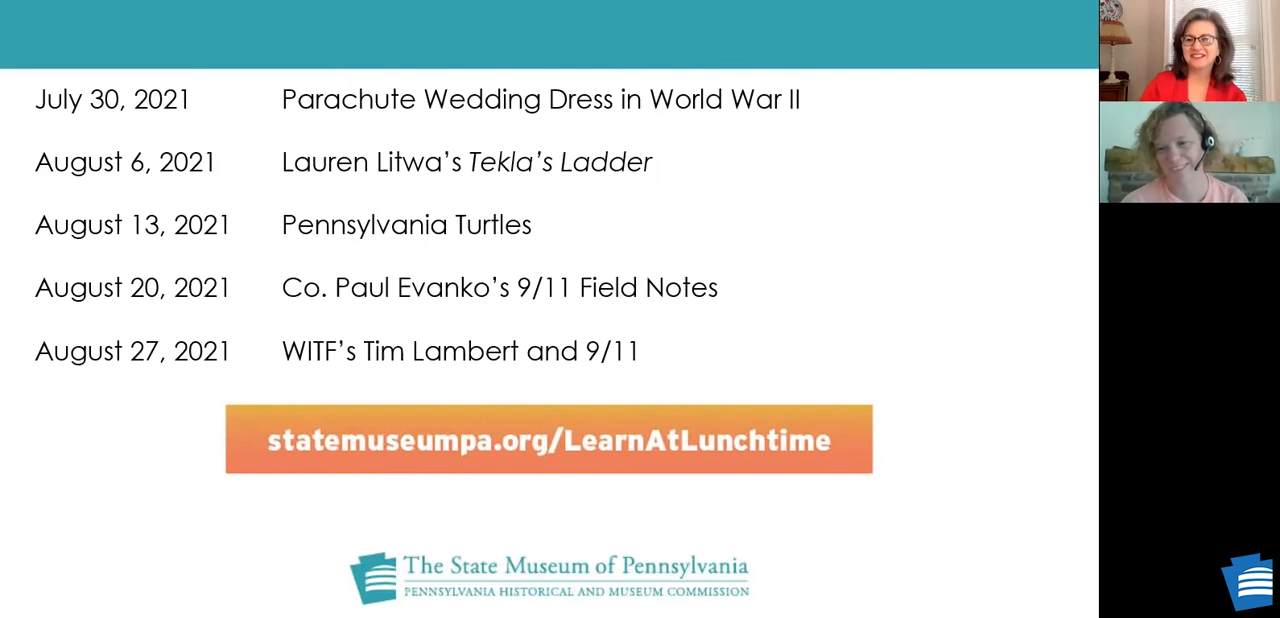 July 30, 2021 Parachute Wedding Dress in World War II
August 6, 2021 Lauren Litwa's Tekla's Ladder
August 13, 2021 Pennsylvania Turtles
August 20, 2021 Co. Paul Evanko's 9/11 Field Notes
August 27, 2021 WITF's Tim Lambert and 9/11
statemuseumpa.org/LearnAtLunchtime
The State Museum of Pennsylvania
PENNSYLVANIA HISTORICAL AND MUSEUM COMMISSION